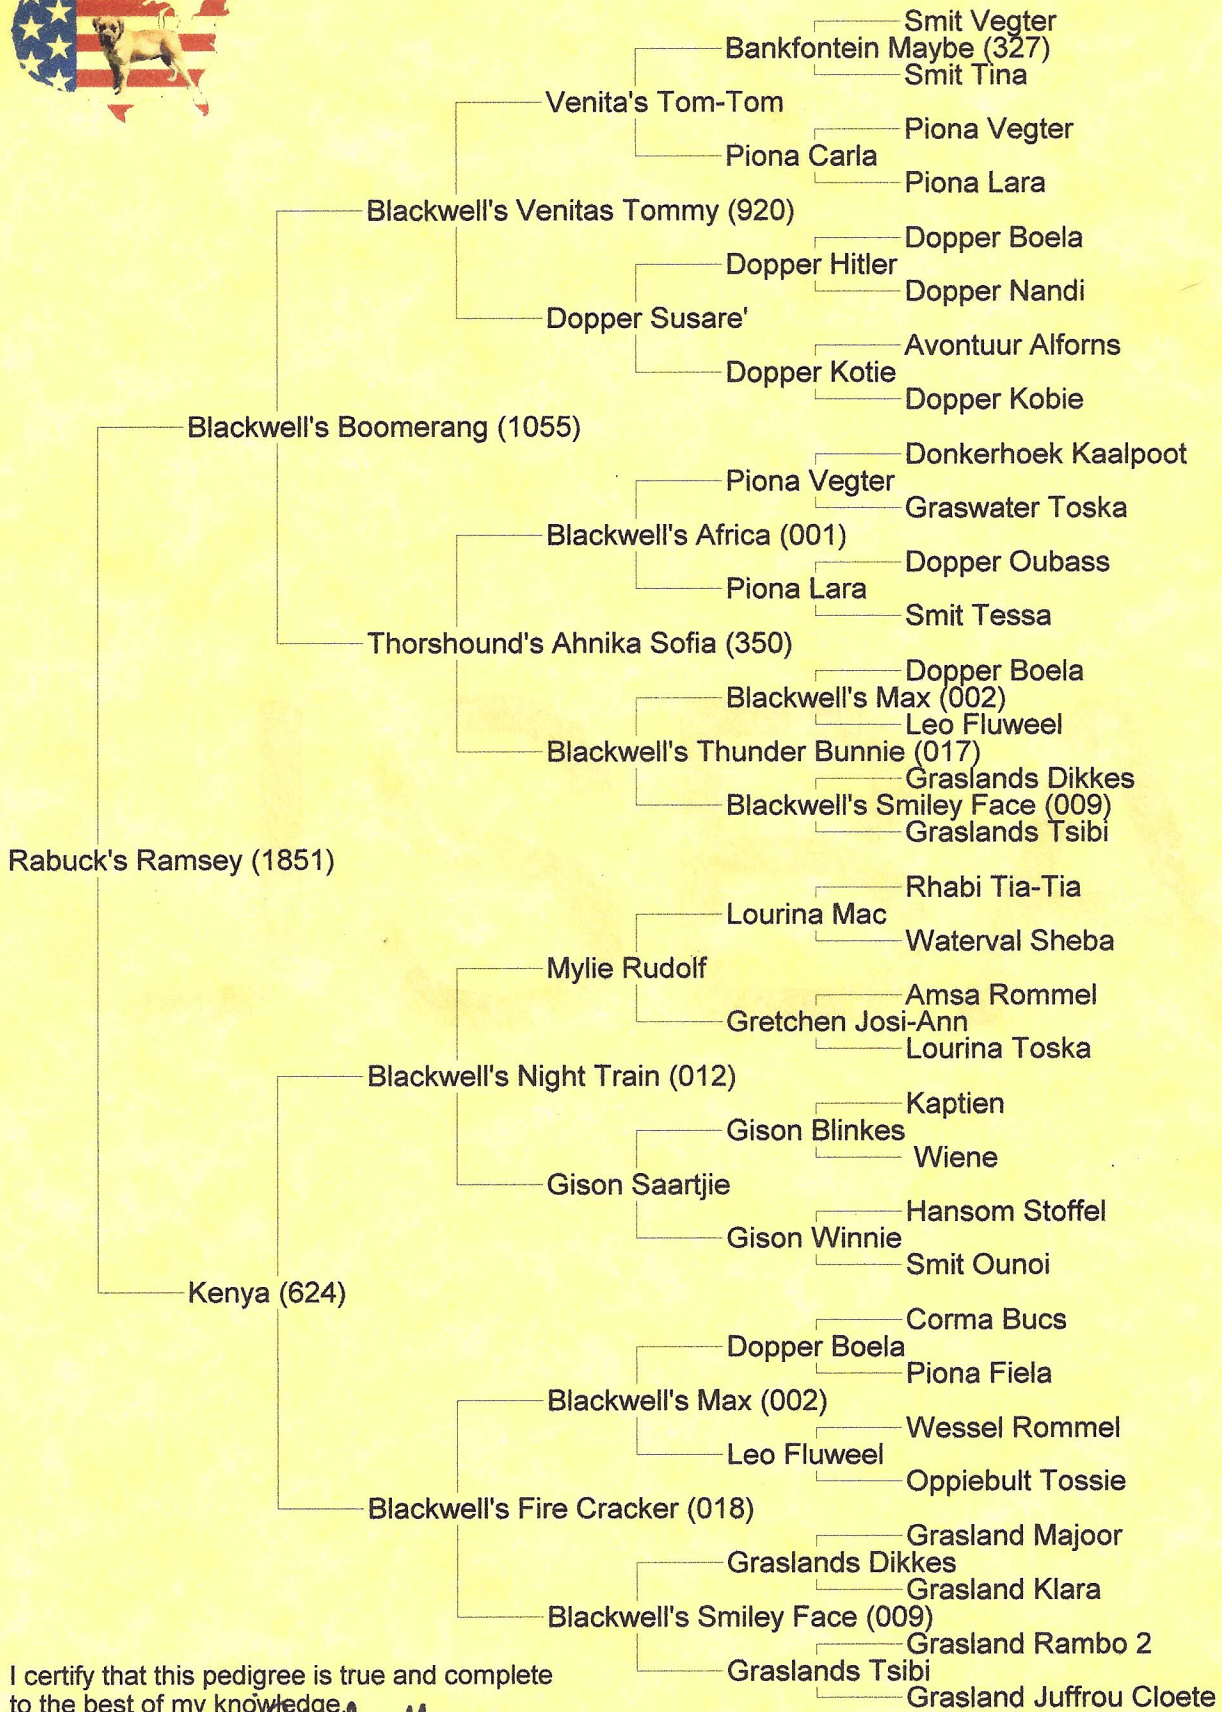 Smit Vegter
Bankfontein Maybe (327)
Smit Tina
Venita's Tom-Tom
Piona Vegter
Piona Carla
Piona Lara
Blackwell's Venitas Tommy (920)
Dopper Boela
Dopper Hitler
Dopper Nandi
Dopper Susare'
Avontuur Alforns
Dopper Kotie
Dopper Kobie
Blackwell's Boomerang (1055)
Donkerhoek Kaalpoot
Piona Vegter
Graswater Toska
Blackwell's Africa (001)
Dopper Oubass
Piona Lara
Smit Tessa
Thorshound's Ahnika Sofia (350)
Dopper Boela
Blackwell's Max (002)
Leo Fluweel
Blackwell's Thunder Bunnie (017)
Graslands Dikkes
Blackwell's Smiley Face (009)
Graslands Tsibi
Rabuck's Ramsey (1851)
Rhabi Tia-Tia
Lourina Mac
Waterval Sheba
Mylie Rudolf
Amsa Rommel
Gretchen Josi-Ann
Lourina Toska
Blackwell's Night Train (012)
Kaptien
Gison Blinkes
Wiene
Gison Saartjie
Hansom Stoffel
Gison Winnie
Smit Ounoi
Kenya (624)
Corma Bucs
Dopper Boela
Piona Fiela
Blackwell's Max (002)
Wessel Rommel
Leo Fluweel
Oppiebult Tossie
Blackwell's Fire Cracker (018)
Grasland Majoor
Graslands Dikkes
Grasland Klara
Blackwell's Smiley Face (009)
Grasland Rambo 2
Graslands Tsibi
Grasland Juffrou Cloete
I certify that this pedigree is true and complete
to the best of my knowledge.